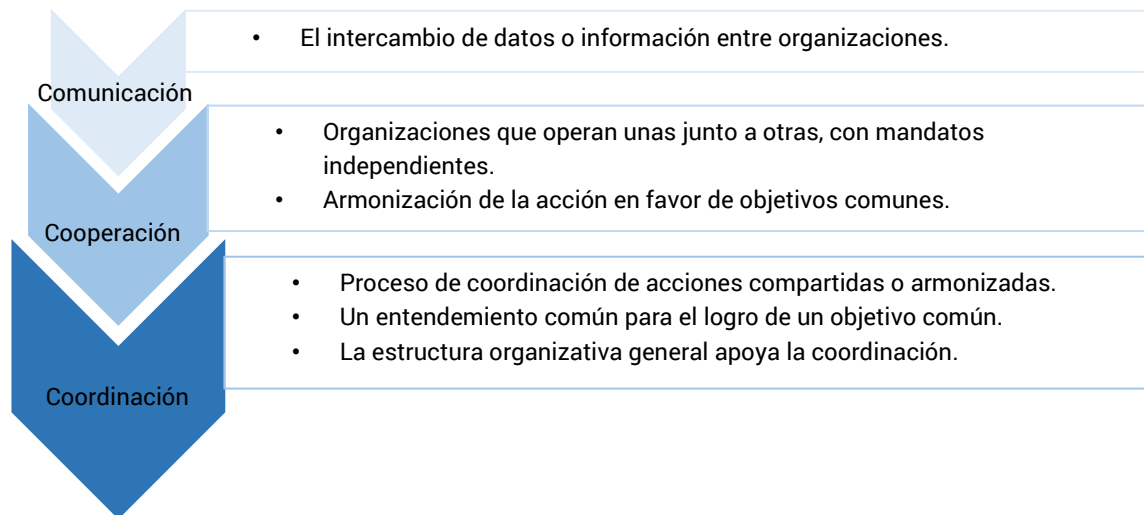 • El intercambio de datos o información entre organizaciones.
Comunicación
• Organizaciones que operan unas junto a otras, con mandatos
independientes.
• Armonización de la acción en favor de objetivos comunes.
Cooperación
• Proceso de coordinación de acciones compartidas o armonizadas.
• Un entendemiento común para el logro de un objetivo común.
• La estructura organizativa general apoya la coordinación.
Coordinación